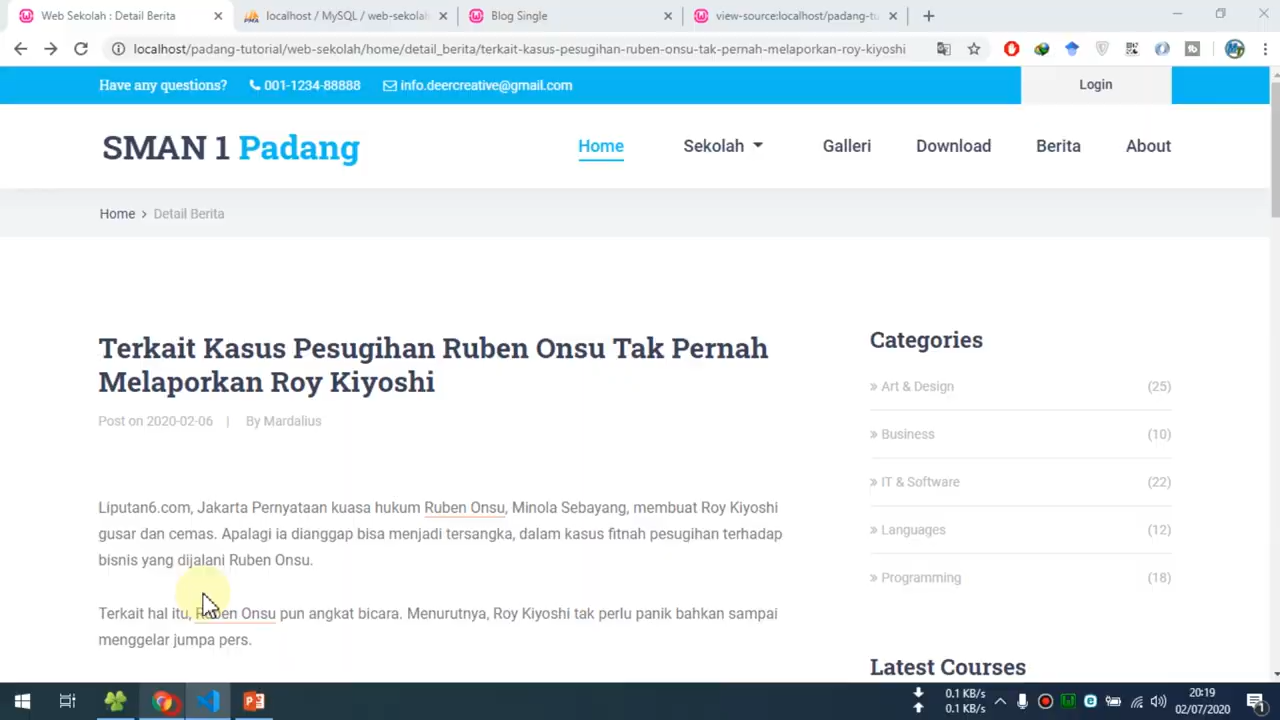 Web Sekolah : Detail Berita
localhost / MySQL / web-sekolah
Blog Single
view-source:localhost/padang-tu
localhost/padang-tutorial/web-sekolah/home/detail_berita/terkait-kasus-pesugihan-ruben-onsu-tak-pernah-melaporkan-roy-kiyoshi
Have any questions? 001-1234-88888 info.deercreative@gmail.com Login
SMAN 1 Padang
Home Sekolah Galleri Download Berita About
Home > Detail Berita
Terkait Kasus Pesugihan Ruben Onsu Tak Pernah
Melaporkan Roy Kiyoshi
Post on 2020-02-06 | By Mardalius
Liputan6.com, Jakarta Pernyataan kuasa hukum Ruben Onsu, Minola Sebayang, membuat Roy Kiyoshi
gusar dan cemas. Apalagi ia dianggap bisa menjadi tersangka, dalam kasus fitnah pesugihan terhadap
bisnis yang dijalani Ruben Onsu.
Terkait hal itu, Ruben Onsu pun angkat bicara. Menurutnya, Roy Kiyoshi tak perlu panik bahkan sampai
menggelar jumpa pers.
Categories
» Art & Design (25)
» Business (10)
» IT & Software (22)
» Languages (12)
» Programming (18)
Latest Courses
0.1 KB/s
0.1 KB/s
20:19
02/07/2020
1